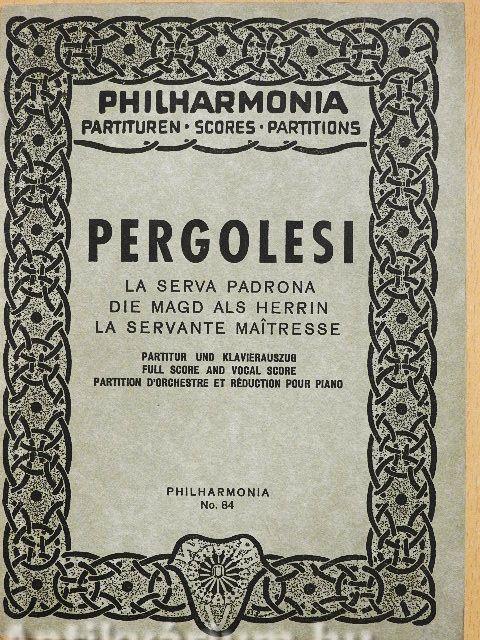 PHILHARMONIA
PARTITUREN · SCORES · PARTITIONS
PERGOLESI
LA SERVA PADRONA
DIE MAGD ALS HERRIN
LA SERVANTE MAÎTRESSE
PARTITUR UND KLAVIERAUSZUG
FULL SCORE AND VOCAL SCORE
PARTITION D'ORCHESTRE ET RÉDUCTION POUR PIANO
PHILHARMONIA
No. 84